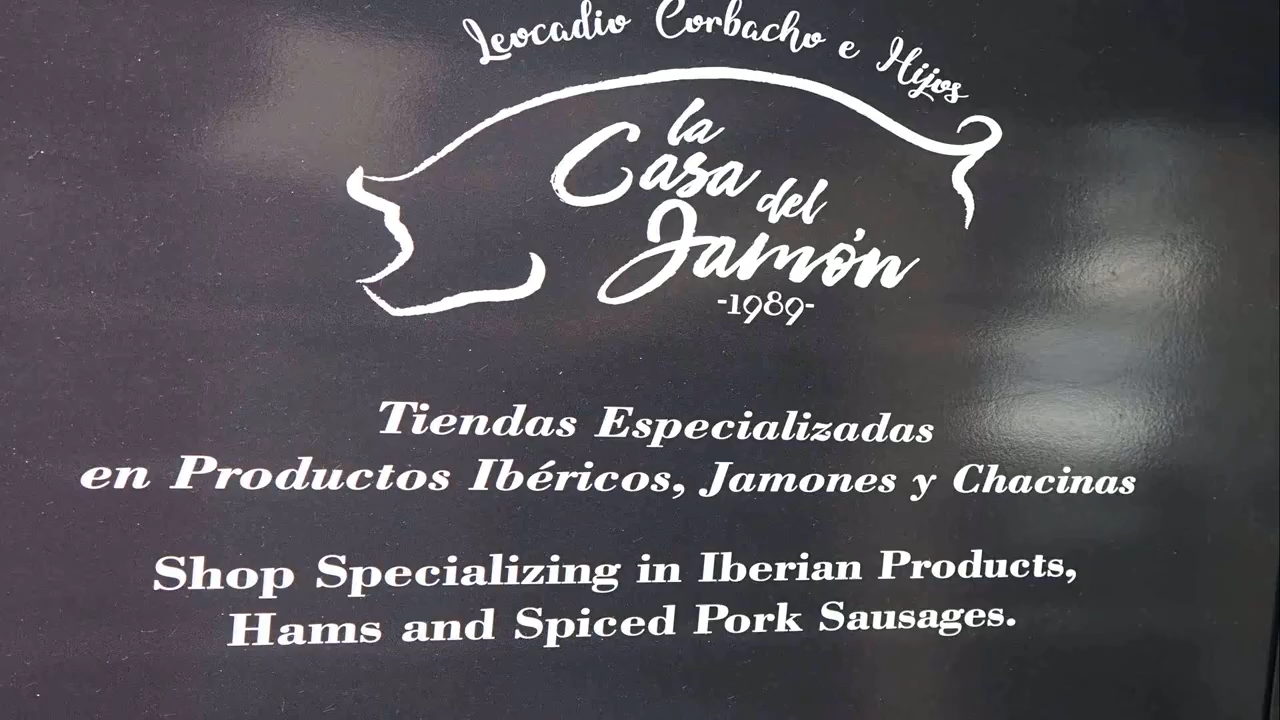 Leocadio Corbacho e Hijos
la
Casa del
Jamón
-1989-
Tiendas Especializadas
en Productos Ibéricos, Jamones y Chacinas
Shop Specializing in Iberian Products,
Hams and Spiced Pork Sausages.